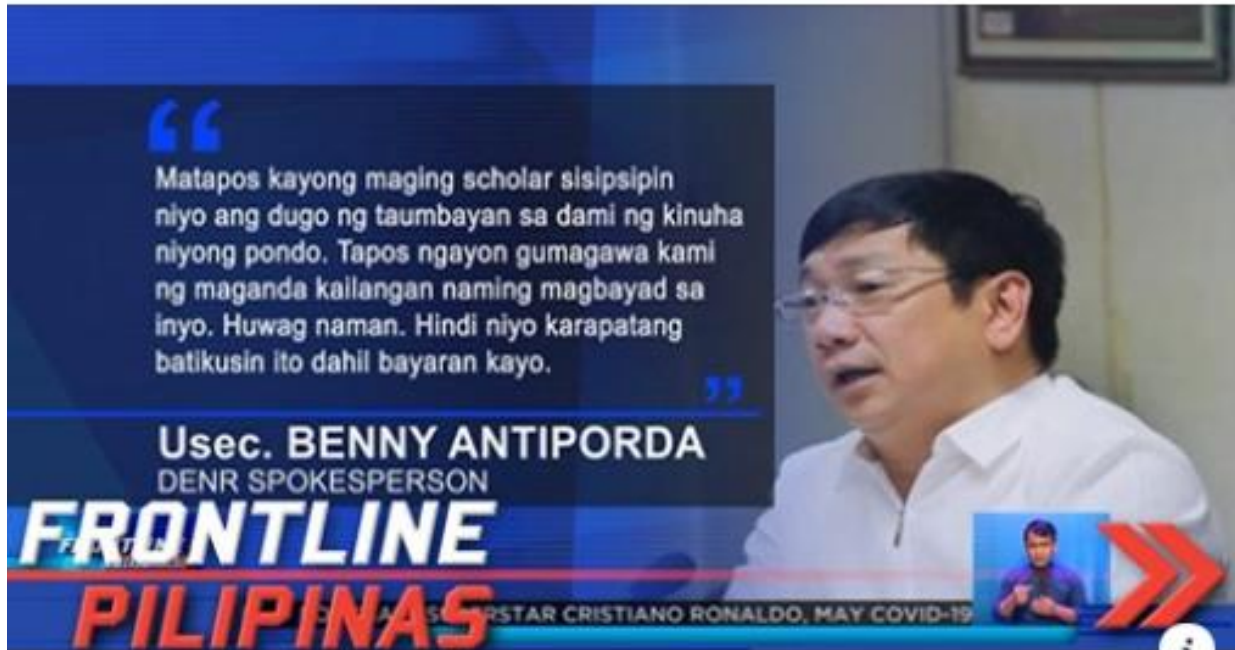 Matapos kayong maging scholar sisipsipin
niyo ang dugo ng taumbayan sa dami ng kinuha
niyong pondo. Tapos ngayon gumagawa kami
ng maganda kailangan naming magbayad sa
inyo. Huwag naman. Hindi niyo karapatang
batikusin ito dahil bayaran kayo.
Usec. BENNY ANTIPORDA
DENR SPOKESPERSON
FRONTLINE
PILIPINAS
CRISTIANO RONALDO, MAY COVID-19